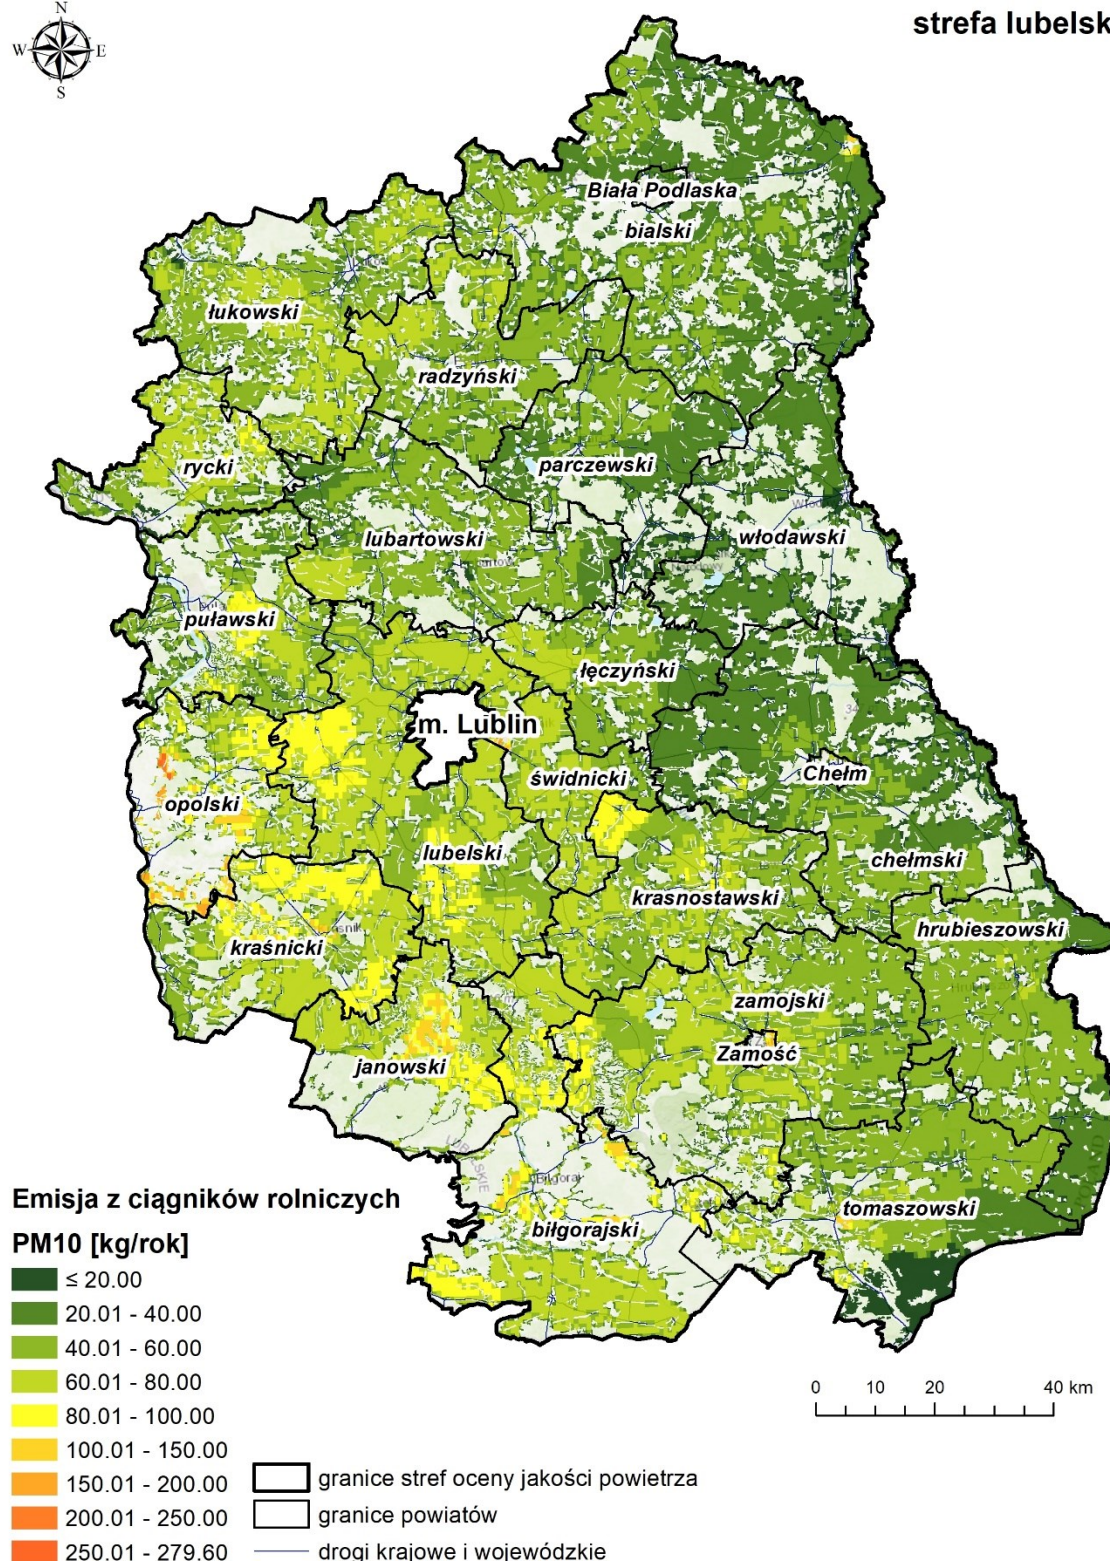 N
W E
S
strefa lubelsk
Biała Podlaska
bialski
łukowski
radzyński
rycki
parczewski
lubartowski
włodawski
puławski
łęczyński
m. Lublin
świdnicki
Chełm
opolski
lubelski
chełmski
krasnostawski
hrubieszowski
kraśnicki
zamojski
Zamość
janowski
Biłgoraj
biłgorajski
tomaszowski
Emisja z ciągników rolniczych
PM10 [kg/rok]
≤ 20.00
20.01 - 40.00
40.01 - 60.00
60.01 - 80.00
80.01 - 100.00
100.01 - 150.00
150.01 - 200.00
200.01 - 250.00
250.01 - 279.60
granice stref oceny jakości powietrza
granice powiatów
drogi krajowe i wojewódzkie
0 10 20 40 km